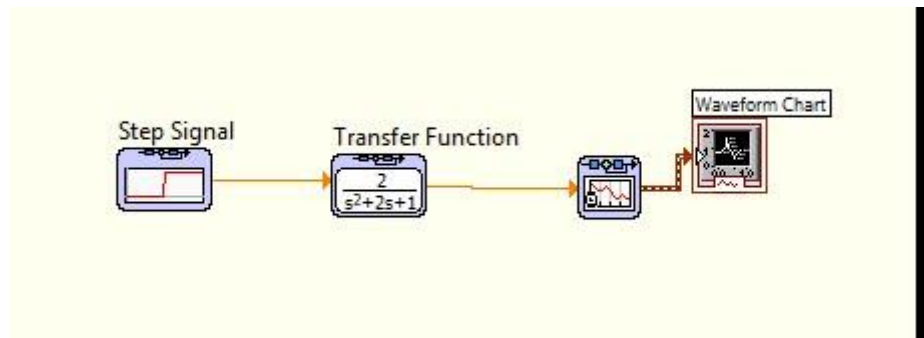 Waveform Chart
Step Signal
Transfer Function
2
s²+2s+1